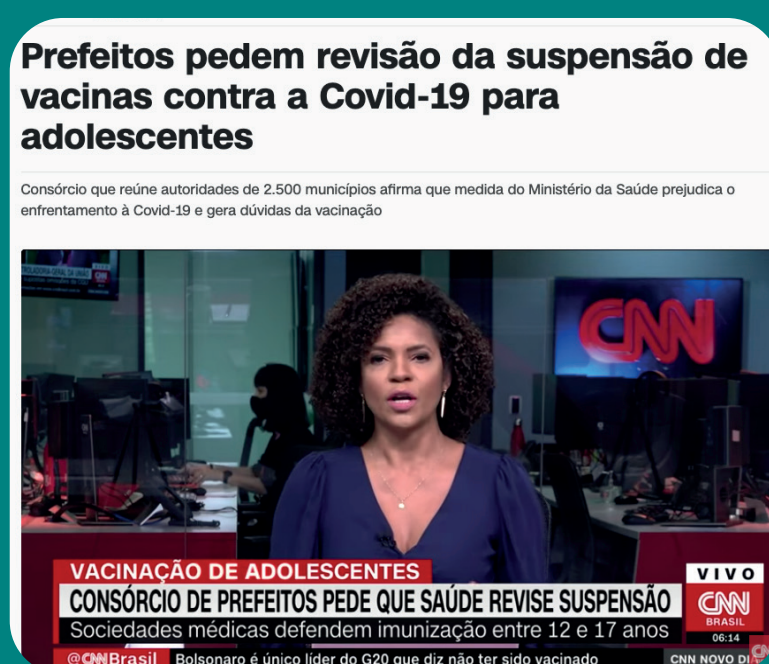 Prefeitos pedem revisão da suspensão de
vacinas contra a Covid-19 para
adolescentes
Consórcio que reúne autoridades de 2.500 municípios afirma que medida do Ministério da Saúde prejudica o
enfrentamento à Covid-19 e gera dúvidas da vacinação
CNN
VACINAÇÃO DE ADOLESCENTES
CONSÓRCIO DE PREFEITOS PEDE QUE SAÚDE REVISE SUSPENSÃO
Sociedades médicas defendem imunização entre 12 e 17 anos
VIVO
CNN
BRASIL
06:14
@CNNBrasil Bolsonaro é único líder do G20 que diz não ter sido vacinado
CNN NOVO DI